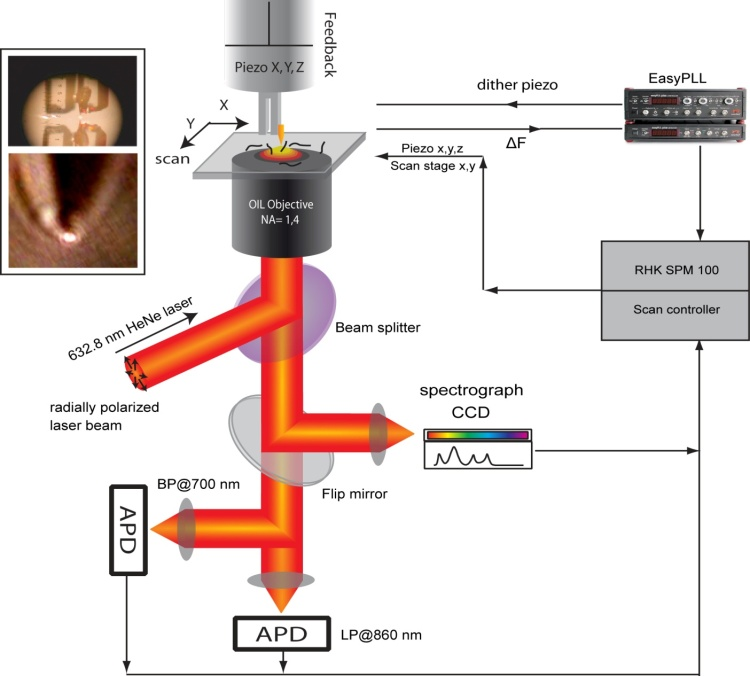 Feedback
Piezo X, Y, Z
EasyPLL
dither piezo
X
Y
scan
ΔF
Piezo x,y,z
Scan stage x,y
OIL Objective
NA= 1,4
RHK SPM 100
Scan controller
632.8 nm HeNe laser
Beam splitter
radially polarized
laser beam
spectrograph
CCD
BP@700 nm
Flip mirror
APD
APD
LP@860 nm